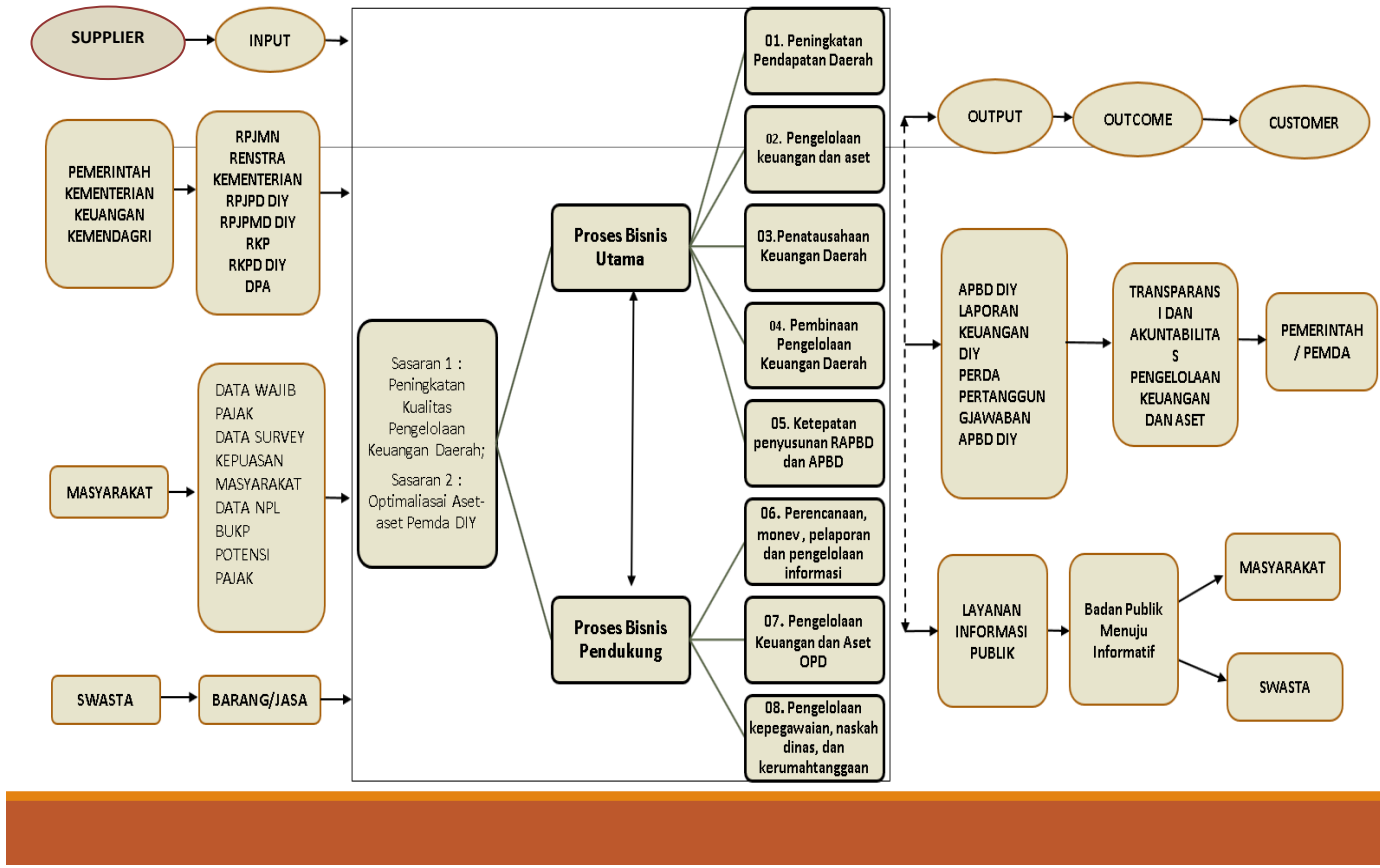 SUPPLIER
INPUT
PEMERINTAH
KEMENTERIAN
KEUANGAN
KEMENDAGRI
RPJMN
RENSTRA
KEMENTERIAN
RPJPD DIY
RPJPMD DIY
RKP
RKPD DIY
DPA
MASYARAKAT
DATA WAJIB
PAJAK
DATA SURVEY
KEPUASAN
MASYARAKAT
DATA NPL
BUKP
POTENSI
PAJAK
SWASTA
BARANG/JASA
Sasaran 1 :
Peningkatan
Kualitas
Pengelolaan
Keuangan Daerah;
Sasaran 2 :
Optimaliasai Aset-
aset Pemda DIY
Proses Bisnis
Utama
Proses Bisnis
Pendukung
01. Peningkatan
Pendapatan Daerah
02. Pengelolaan
keuangan dan aset
03.Penatausahaan
Keuangan Daerah
04. Pembinaan
Pengelolaan
Keuangan Daerah
05. Ketepatan
penyusunan RAPBD
dan APBD
06. Perencanaan,
monev, pelaporan
dan pengelolaan
informasi
07. Pengelolaan
Keuangan dan Aset
OPD
08. Pengelolaan
kepegawaian, naskah
dinas, dan
kerumahtanggaan
OUTPUT
OUTCOME
CUSTOMER
APBD DIY
LAPORAN
KEUANGAN
DIY
PERDA
PERTANGGUN
GJAWABAN
APBD DIY
TRANSPARANS
I DAN
AKUNTABILITA
S
PENGELOLAAN
KEUANGAN
DAN ASET
PEMERINTAH
/ PEMDA
LAYANAN
INFORMASI
PUBLIK
Badan Publik
Menuju
Informatif
MASYARAKAT
SWASTA